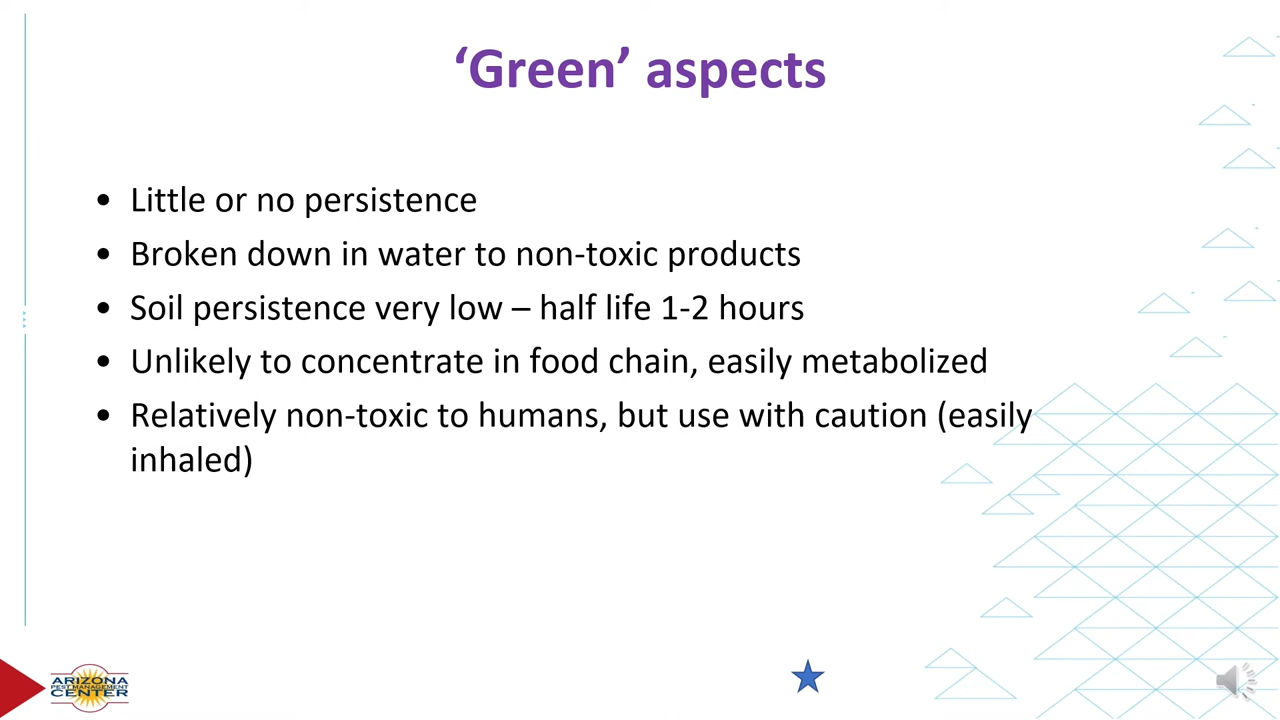 ‘Green’ aspects
• Little or no persistence
• Broken down in water to non-toxic products
• Soil persistence very low – half life 1-2 hours
• Unlikely to concentrate in food chain, easily metabolized
• Relatively non-toxic to humans, but use with caution (easily
inhaled)
ARIZONA
PEST MANAGEMENT
CENTER